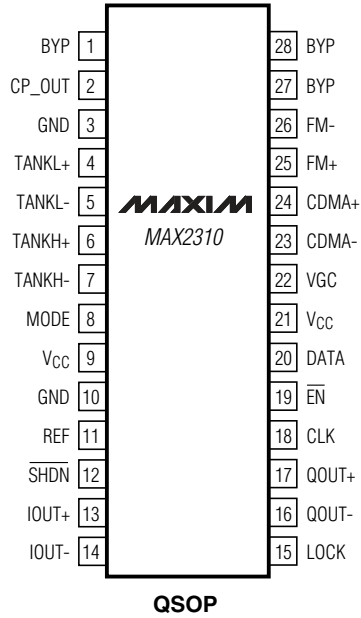 BYP 1
CP_OUT 2
GND 3
TANKL+ 4
TANKL- 5
TANKH+ 6
TANKH- 7
MODE 8
VCC 9
GND 10
REF 11
S̅H̅D̅N̅ 12
IOUT+ 13
IOUT- 14
MAXIM
MAX2310
28 BYP
27 BYP
26 FM-
25 FM+
24 CDMA+
23 CDMA-
22 VGC
21 VCC
20 DATA
19 E̅N̅
18 CLK
17 QOUT+
16 QOUT-
15 LOCK
QSOP